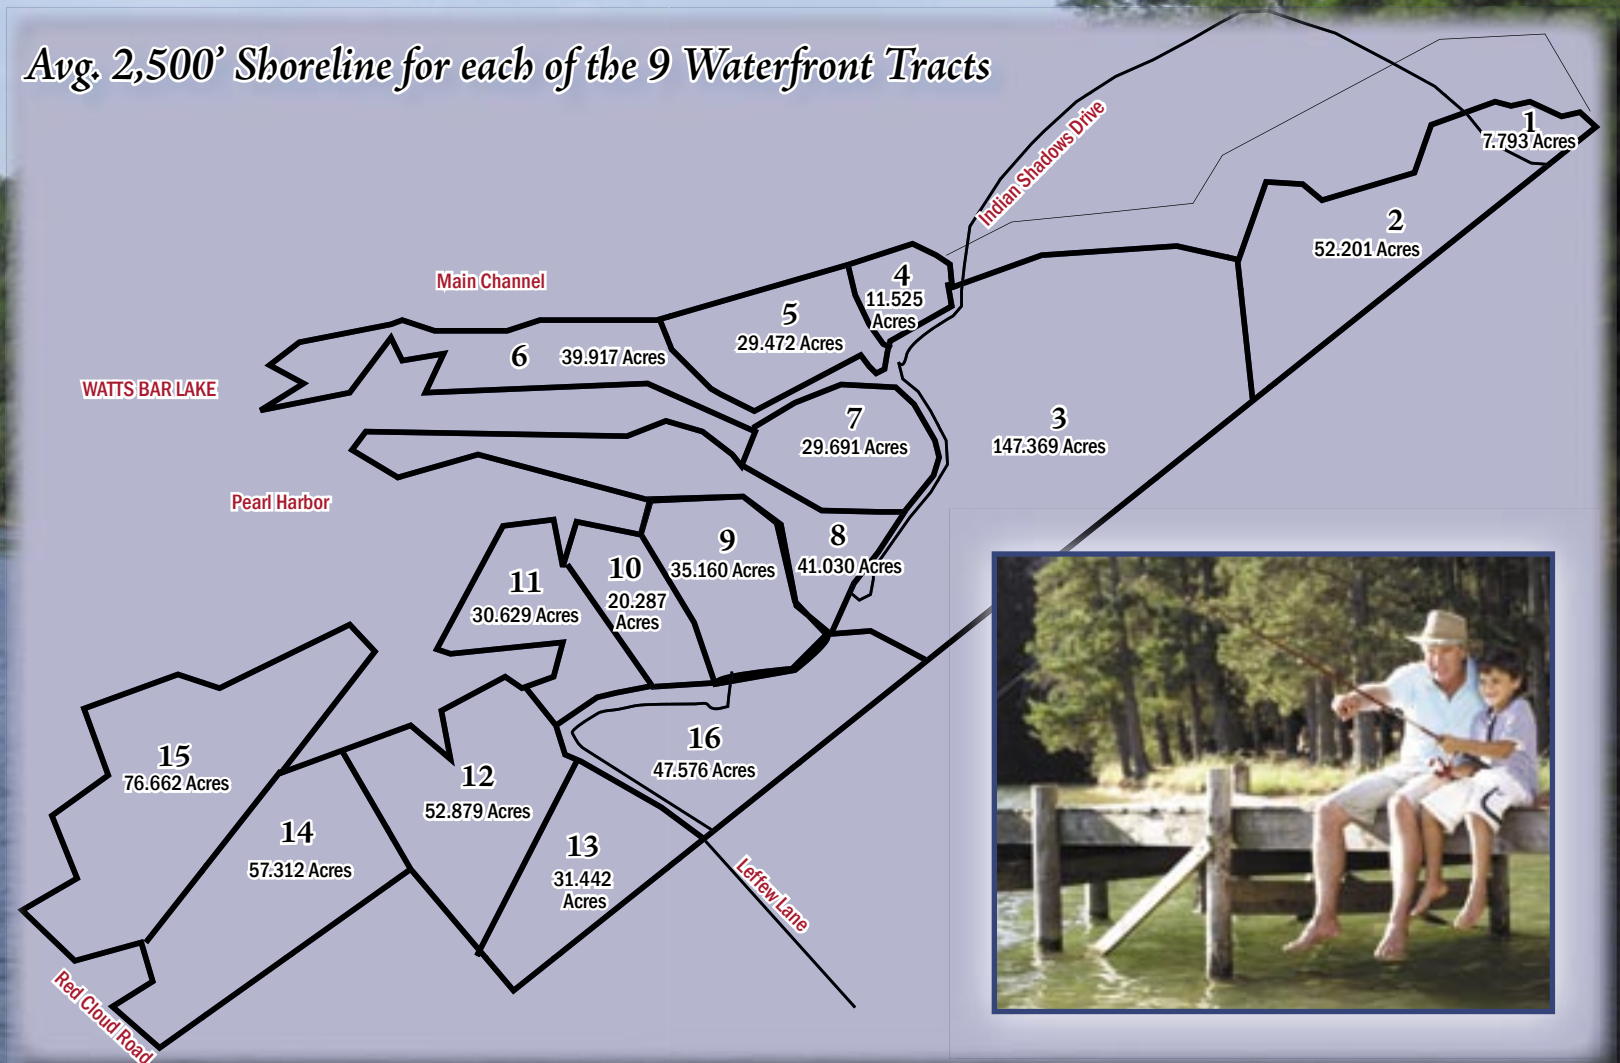 Avg. 2,500’ Shoreline for each of the 9 Waterfront Tracts
Indian Shadows Drive
1
7.793 Acres
2
52.201 Acres
Main Channel
4
11.525
Acres
5
29.472 Acres
6
39.917 Acres
WATTS BAR LAKE
7
29.691 Acres
3
147.369 Acres
Pearl Harbor
8
41.030 Acres
9
35.160 Acres
10
20.287
Acres
11
30.629 Acres
16
47.576 Acres
15
76.662 Acres
12
52.879 Acres
14
57.312 Acres
13
31.442
Acres
Leffew Lane
Red Cloud Road